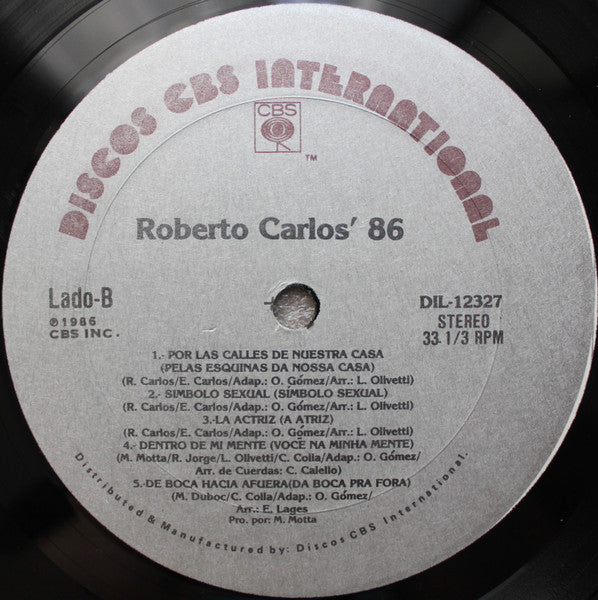 DISCOS CBS INTERNATIONAL
CBS
TM
Roberto Carlos' 86
Lado-B
℗1986
CBS INC.
DIL-12327
STEREO
33 1/3 RPM
1.- POR LAS CALLES DE NUESTRA CASA
(PELAS ESQUINAS DA NOSSA CASA)
(R. Carlos/E. Carlos/Adap.: O. Gómez/Arr.: L. Olivetti)
2.- SIMBOLO SEXUAL (SÍMBOLO SEXUAL)
(R. Carlos/E. Carlos/Adap.: O. Gómez/Arr.: L. Olivetti)
3.-LA ACTRIZ (A ATRIZ)
(R. Carlos/E. Carlos/Adap.: O. Gómez/Arr.: L. Olivetti)
4.- DENTRO DE MI MENTE (VOCÊ NA MINHA MENTE)
(M. Motta/R. Jorge/L. Olivetti/C. Colla/Adap.: O. Gómez
Arr. de Cuerdas: C. Calello)
5.-DE BOCA HACIA AFUERA(DA BOCA PRA FORA)
(M. Duboc/C. Colla/Adap.: O. Gómez/
Arr.: E. Lages
Pro. por: M. Motta
Distributed & Manufactured by: Discos CBS International.